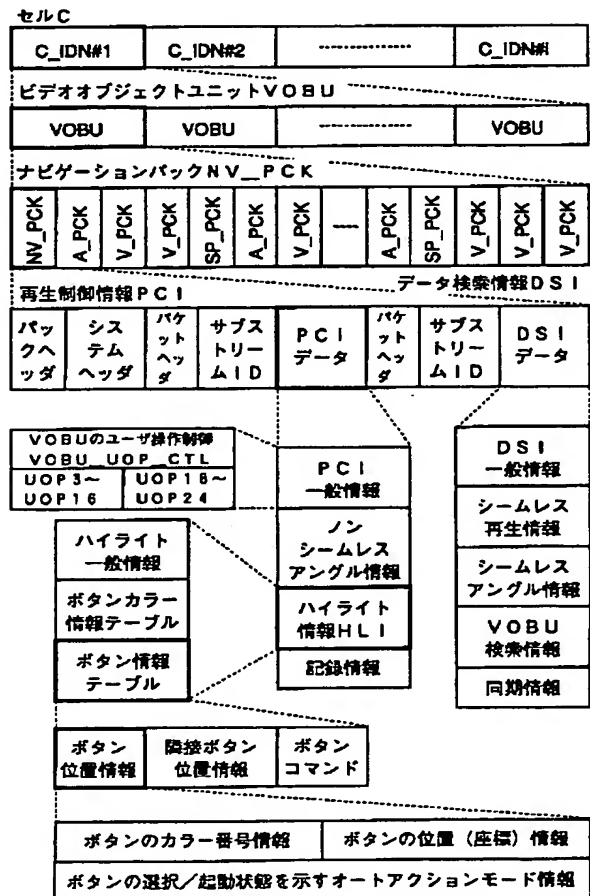 セルC
C_IDN#1 C_IDN#2 C_IDN#i
ビデオオブジェクトユニットVOBU
VOBU VOBU VOBU
ナビゲーションパックNV_PCK
NV_PCK A_PCK V_PCK V_PCK SP_PCK A_PCK V_PCK A_PCK SP_PCK V_PCK V_PCK V_PCK
再生制御情報PCI
データ検索情報DSI
パックヘッダ
システムヘッダ
パケットヘッダ
サブストリームID
PCIデータ
パケットヘッダ
サブストリームID
DSIデータ
VOBUのユーザ操作制御
VOBU_UOP_CTL
UOP3~
UOP16
UOP18~
UOP24
PCI
一般情報
ノン
シームレス
アングル情報
ハイライト
情報HLI
記録情報
DSI
一般情報
シームレス
再生情報
シームレス
アングル情報
VOBU
検索情報
同期情報
ハイライト
一般情報
ボタンカラー
情報テーブル
ボタン情報
テーブル
ボタン
位置情報
隣接ボタン
位置情報
ボタン
コマンド
ボタンのカラー番号情報
ボタンの位置(座標)情報
ボタンの選択/起動状態を示すオートアクションモード情報